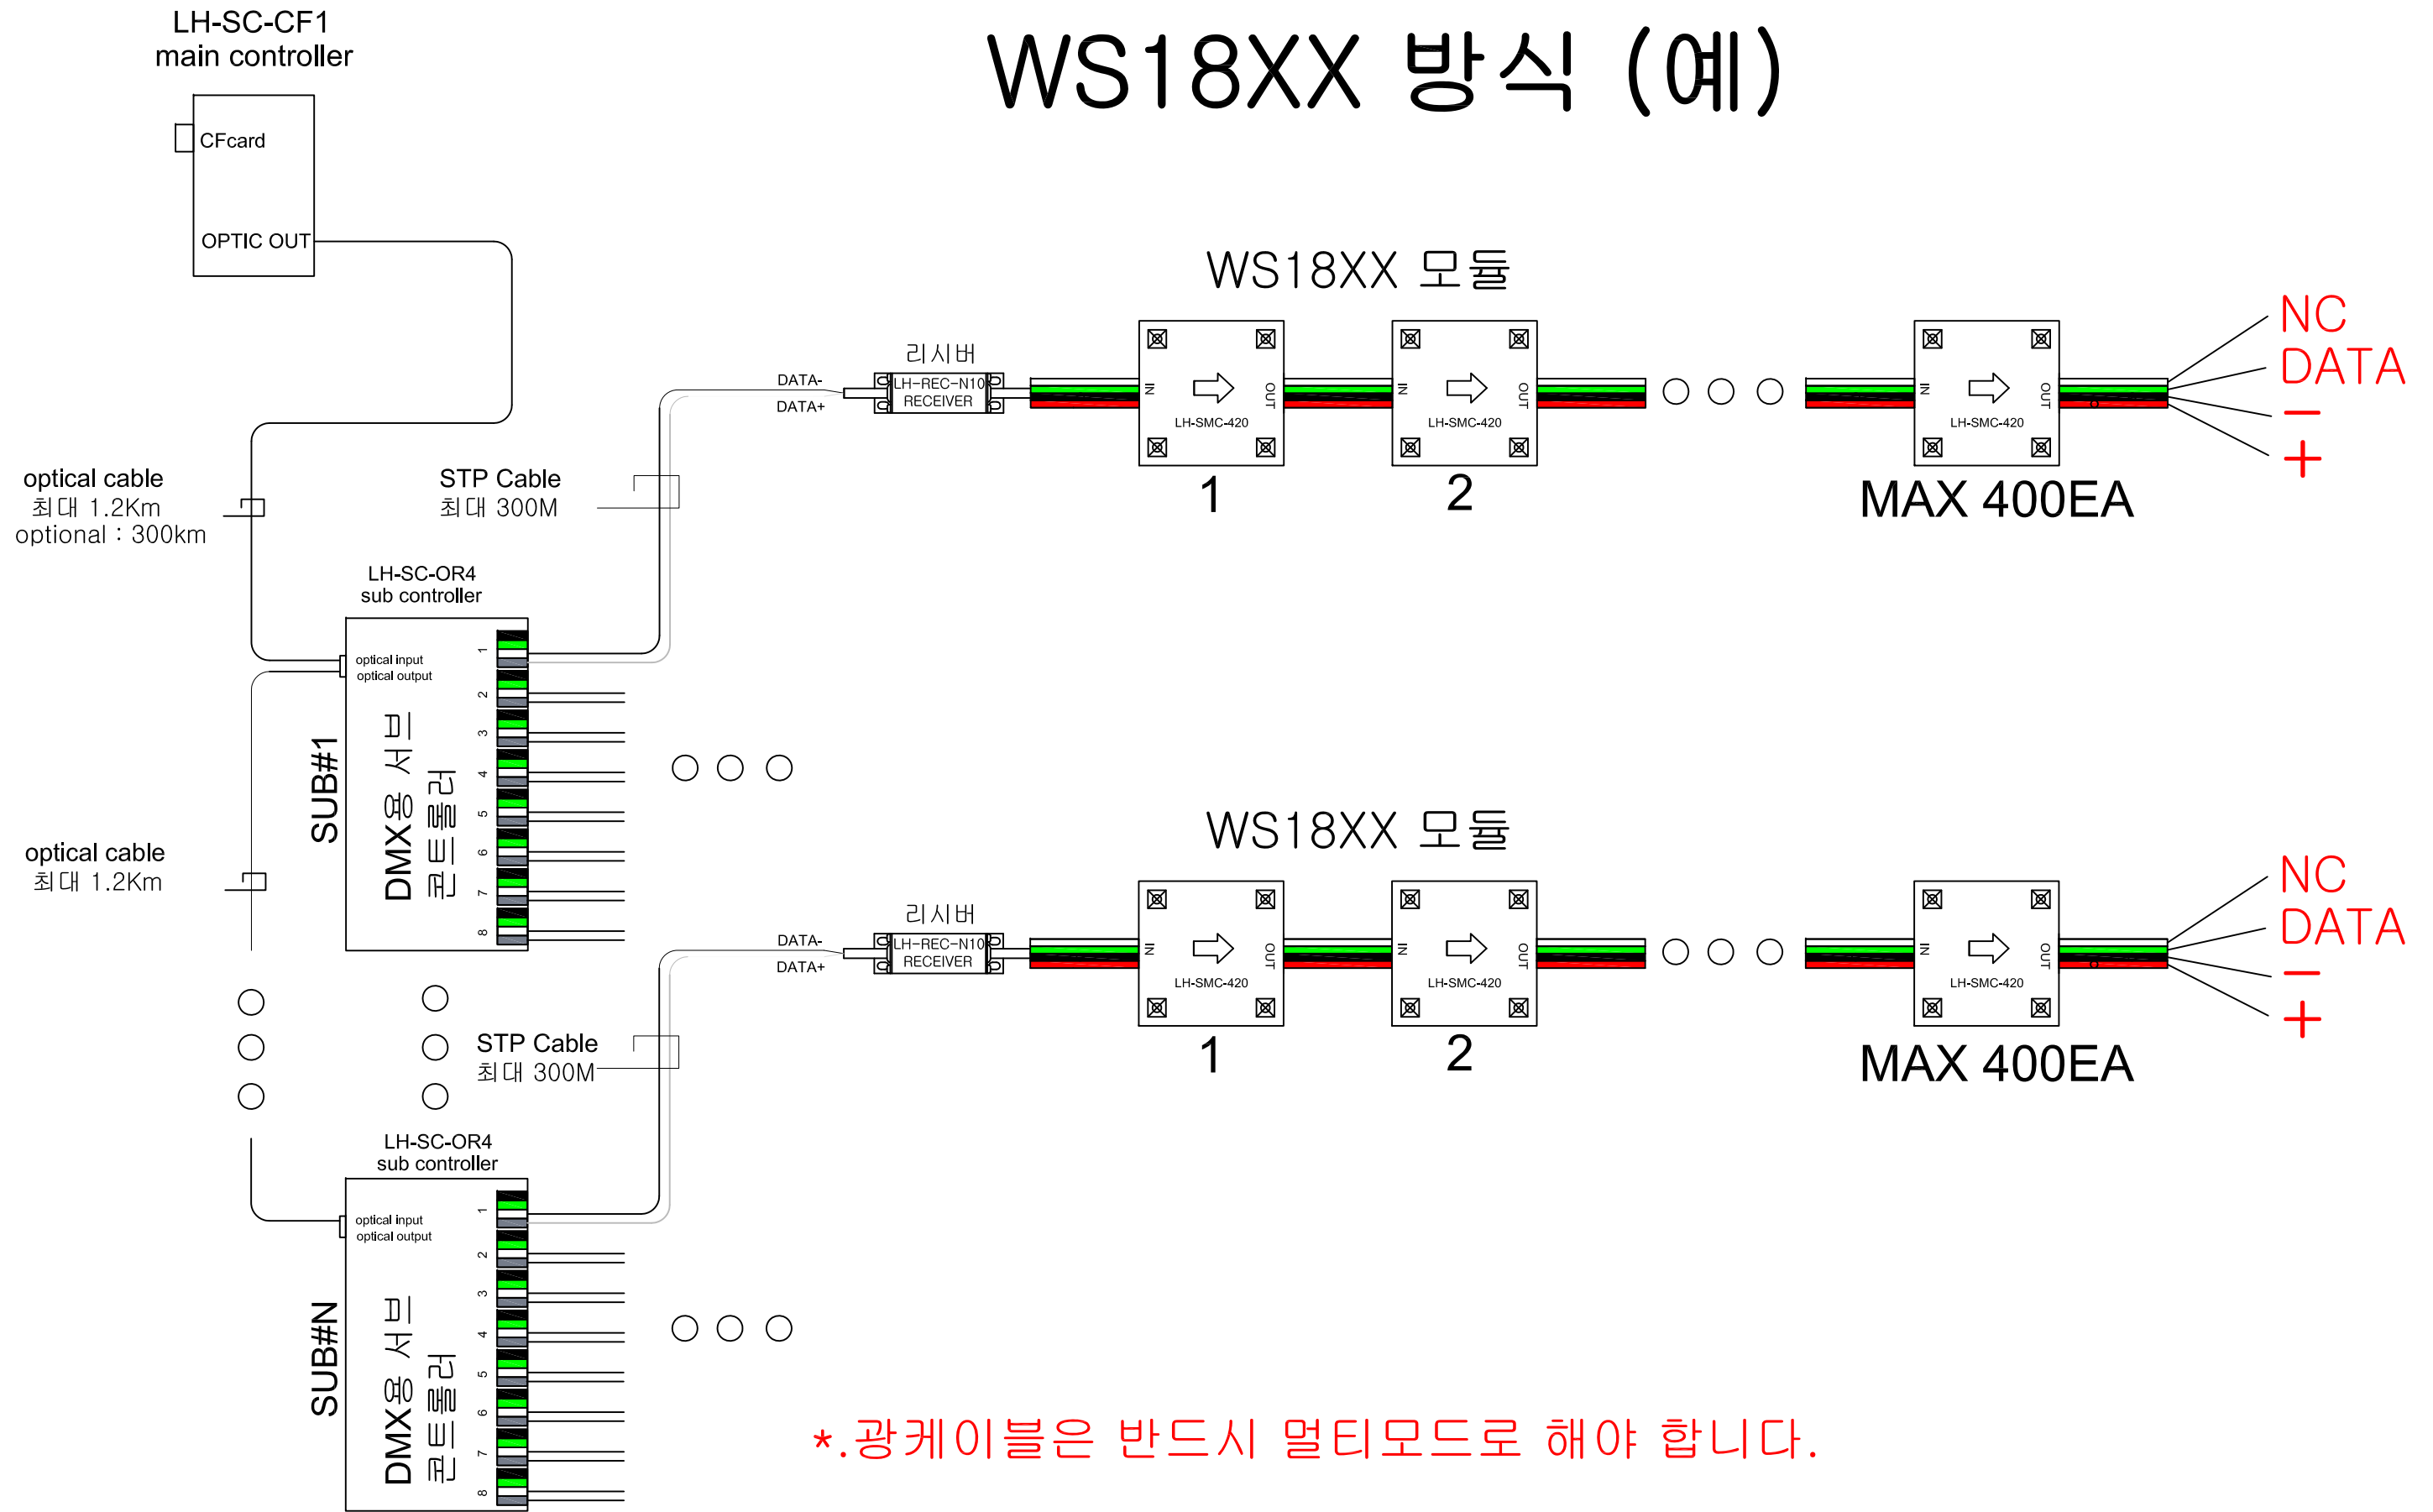 WS18XX 방식 (예)
LH-SC-CF1
main controller
CFcard
OPTIC OUT
optical cable
최대 1.2Km
optional : 300km
STP Cable
최대 300M
DATA-
DATA+
리시버
LH-REC-N10
RECEIVER
WS18XX 모듈
IN
OUT
LH-SMC-420
1
IN
OUT
LH-SMC-420
2
IN
OUT
LH-SMC-420
MAX 400EA
NC
DATA
−
+
LH-SC-OR4
sub controller
optical input
optical output
SUB#1
DMX용 서브
콘트롤러
1
2
3
4
5
6
7
8
optical cable
최대 1.2Km
STP Cable
최대 300M
DATA-
DATA+
리시버
LH-REC-N10
RECEIVER
WS18XX 모듈
IN
OUT
LH-SMC-420
1
IN
OUT
LH-SMC-420
2
IN
OUT
LH-SMC-420
MAX 400EA
NC
DATA
−
+
LH-SC-OR4
sub controller
optical input
optical output
SUB#N
DMX용 서브
콘트롤러
1
2
3
4
5
6
7
8
*.광케이블은 반드시 멀티모드로 해야 합니다.